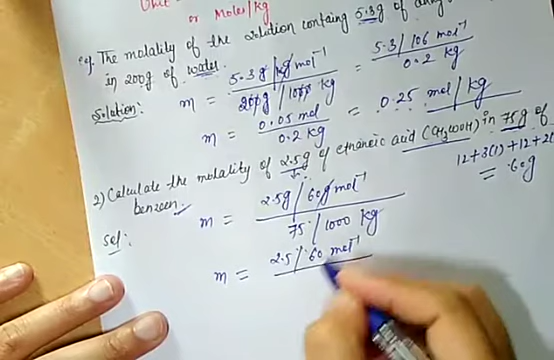 Unit =
or Moles/kg
eg. The molality of the solution containg 5.3g of
in 200g of water.
Solution: m = 5.3g / kg mol⁻¹ / 200g / 1000 kg = 5.3 / 106 mol⁻¹ / 0.2 kg
m = 0.05 mol / 0.2 kg = 0.25 mol / kg
2) Calculate the molality of 2.5g of ethanoic acid (CH3COOH) in 75g of
benzen.
12+3(1)+12+2(
= 60g
Sol: m = 2.5g / 60g mol⁻¹ / 75 / 1000 kg
m = 2.5 / 60 mol⁻¹